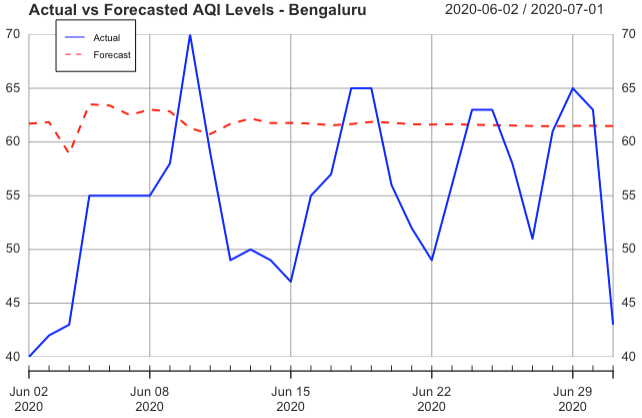 Actual vs Forecasted AQI Levels - Bengaluru 2020-06-02 / 2020-07-01
Actual
Forecast
70 70
65 65
60 60
55 55
50 50
45 45
40 40
Jun 02 Jun 08 Jun 15 Jun 22 Jun 29
2020 2020 2020 2020 2020